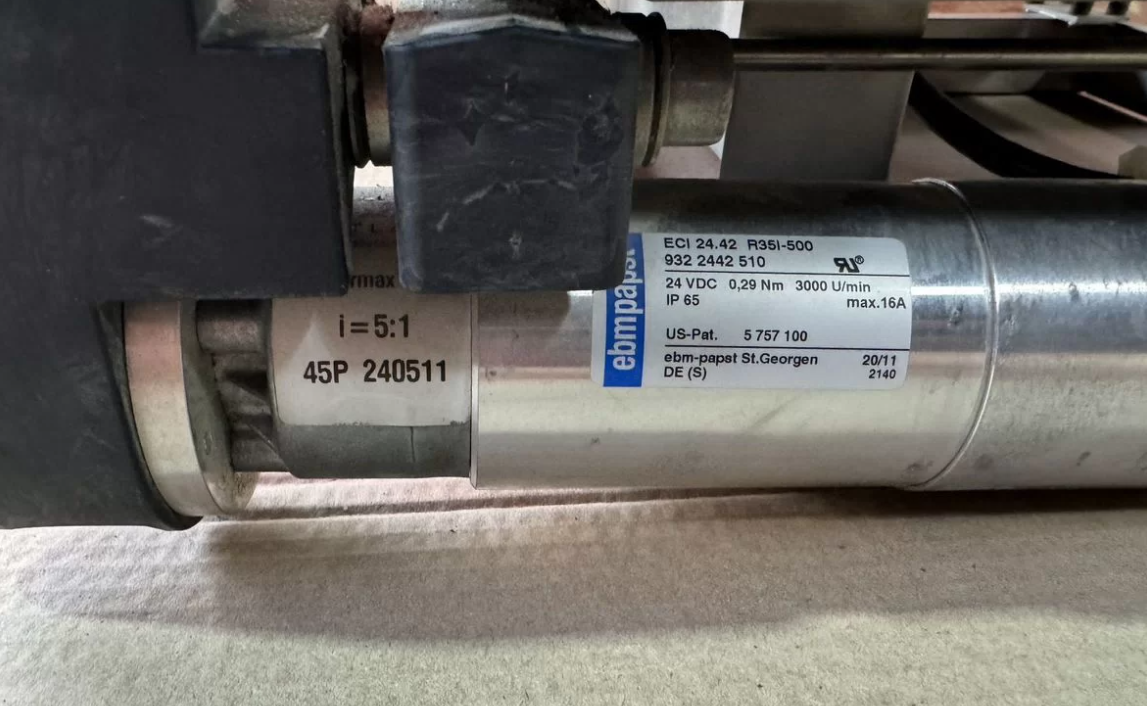 rmax
i=5:1
45P 240511
ebmpapst
ECI 24.42 R35I-500
932 2442 510
24 VDC 0,29 Nm 3000 U/min
IP 65 max.16A
US-Pat. 5 757 100
ebm-papst St.Georgen 20/11
DE (S) 2140